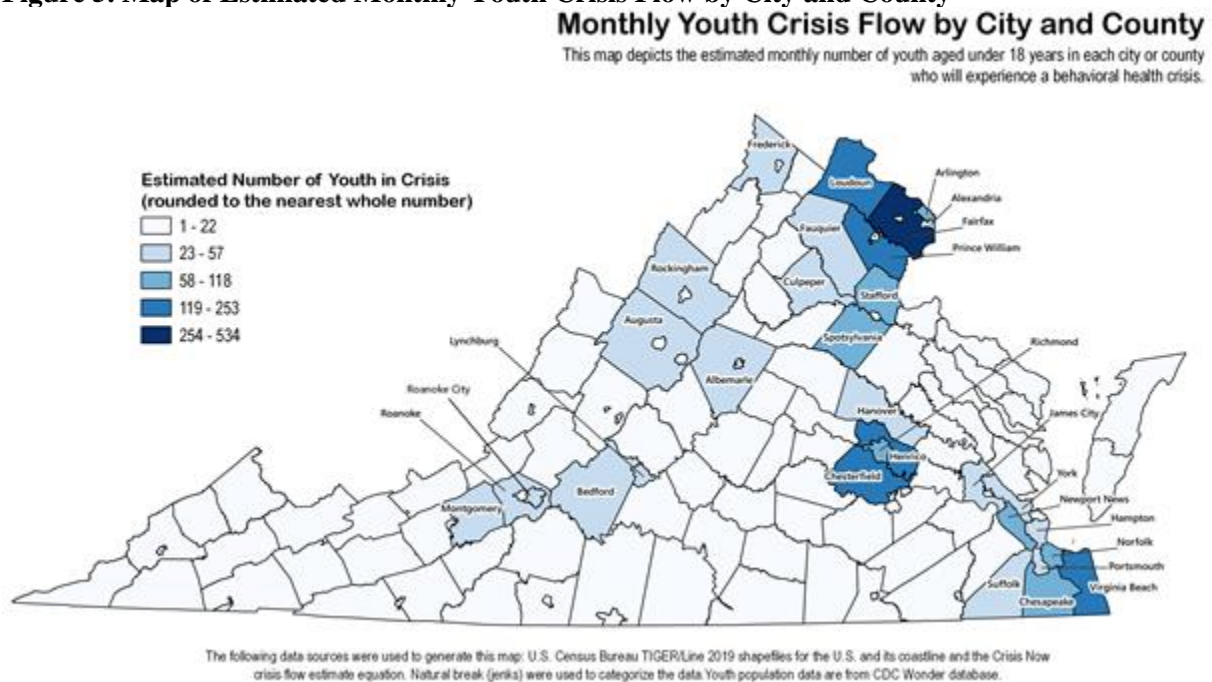 Figure 3. Map of Estimated Monthly Youth Crisis Flow by City and County
Monthly Youth Crisis Flow by City and County
This map depicts the estimated monthly number of youth aged under 18 years in each city or county
who will experience a behavioral health crisis.
Estimated Number of Youth in Crisis
(rounded to the nearest whole number)
1 - 22
23 - 57
58 - 118
119 - 253
254 - 534
Frederick
Loudoun
Arlington
Alexandria
Fairfax
Prince William
Fauquier
Rockingham
Culpeper
Stafford
Augusta
Spotsylvania
Lynchburg
Richmond
Albemarle
Roanoke City
Roanoke
Hanover
James City
Henrico
Chesterfield
York
Bedford
Newport News
Montgomery
Hampton
Norfolk
Portsmouth
Suffolk
Virginia Beach
Chesapeake
The following data sources were used to generate this map: U.S. Census Bureau TIGER/Line 2019 shapefiles for the U.S. and its coastline and the Crisis Now
crisis flow estimate equation. Natural break (jenks) were used to categorize the data. Youth population data are from CDC Wonder database.